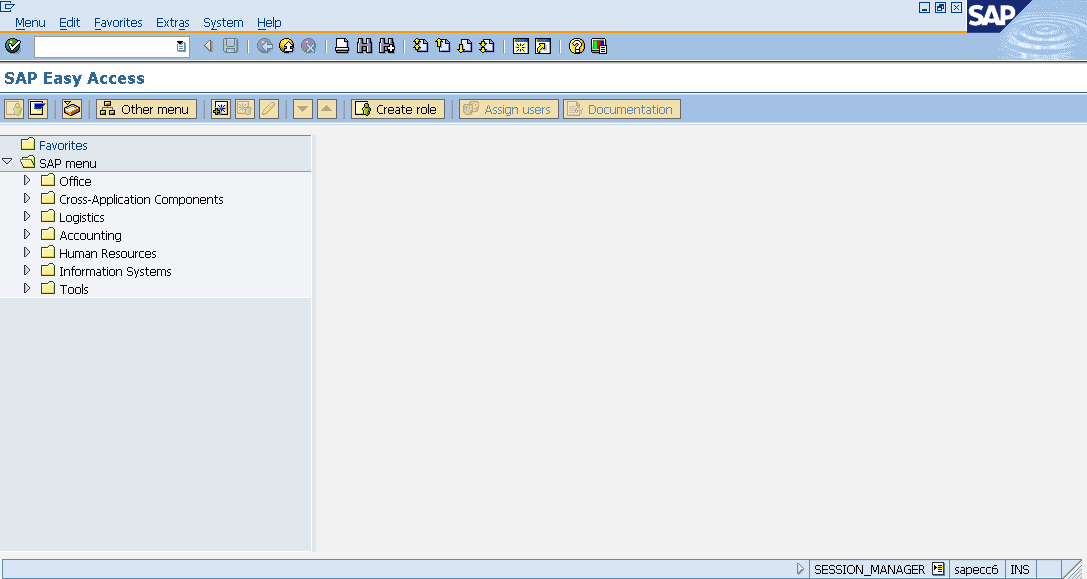 Menu Edit Favorites Extras System Help
SAP
SAP Easy Access
Other menu Create role Assign users Documentation
Favorites
SAP menu
Office
Cross-Application Components
Logistics
Accounting
Human Resources
Information Systems
Tools
SESSION_MANAGER sapecc6 INS